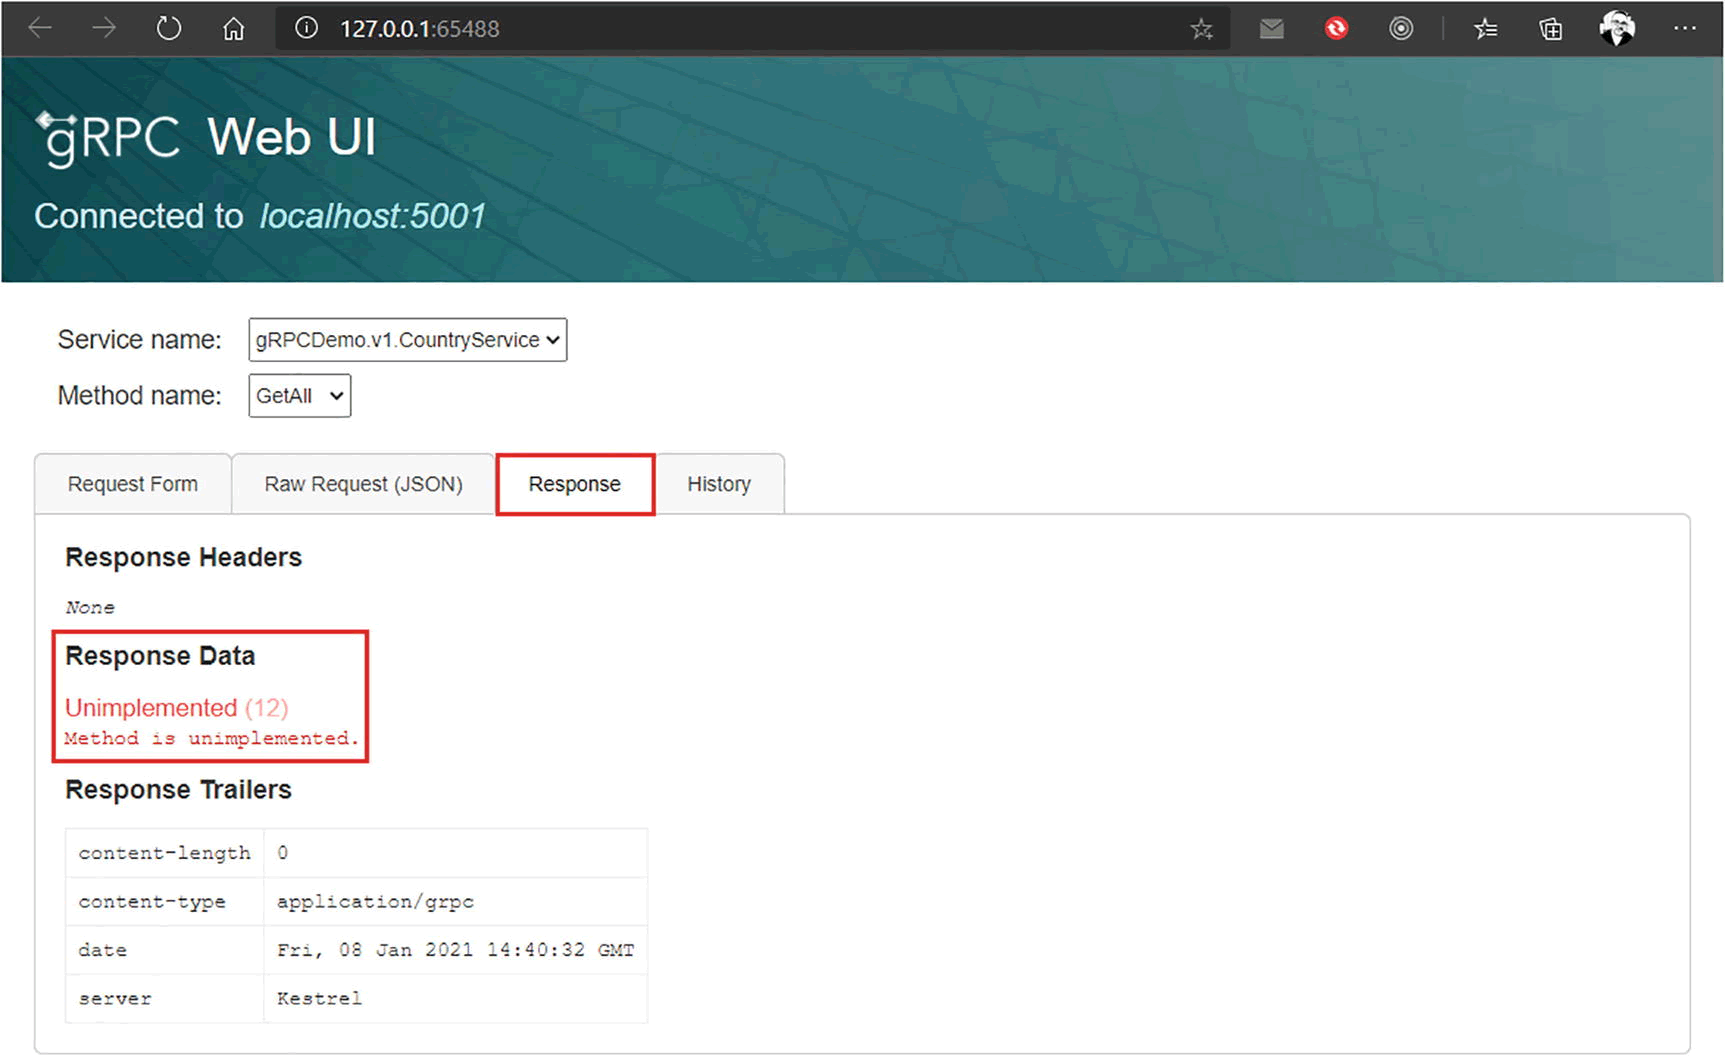 127.0.0.1:65488
gRPC Web UI
Connected to localhost:5001
Service name: gRPCDemo.v1.CountryService
Method name: GetAll
Request Form Raw Request (JSON) Response History
Response Headers
None
Response Data
Unimplemented (12)
Method is unimplemented.
Response Trailers
content-length 0
content-type application/grpc
date Fri, 08 Jan 2021 14:40:32 GMT
server Kestrel